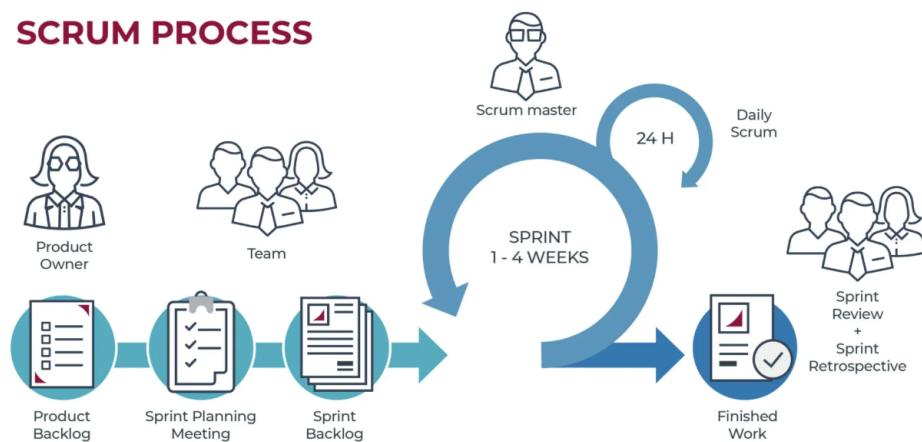 SCRUM PROCESS
Scrum master
24 H
Daily
Scrum
Product
Owner
Team
SPRINT
1 - 4 WEEKS
Sprint
Review
+
Sprint
Retrospective
Product
Backlog
Sprint Planning
Meeting
Sprint
Backlog
Finished
Work